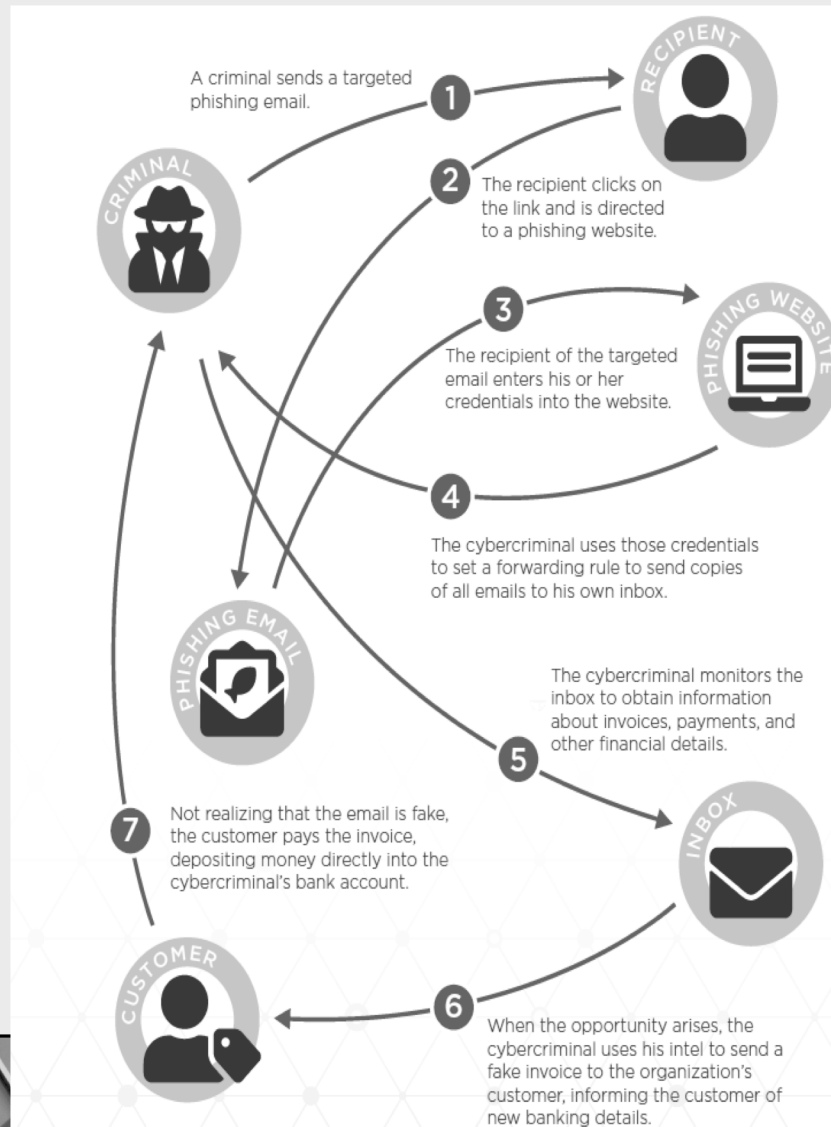 RECIPIENT
A criminal sends a targeted
phishing email.
1
CRIMINAL
2
The recipient clicks on
the link and is directed
to a phishing website.
3
PHISHING WEBSITE
The recipient of the targeted
email enters his or her
credentials into the website.
4
The cybercriminal uses those credentials
to set a forwarding rule to send copies
of all emails to his own inbox.
PHISHING EMAIL
The cybercriminal monitors the
inbox to obtain information
about invoices, payments, and
other financial details.
5
INBOX
7
Not realizing that the email is fake,
the customer pays the invoice,
depositing money directly into the
cybercriminal's bank account.
CUSTOMER
6
When the opportunity arises, the
cybercriminal uses his intel to send a
fake invoice to the organization's
customer, informing the customer of
new banking details.